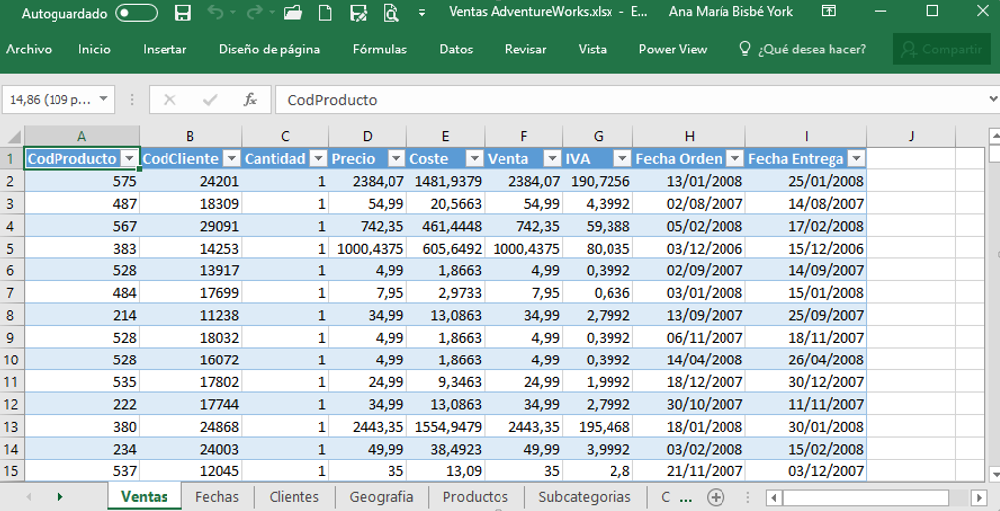 Autoguardado Ventas AdventureWorks.xlsx - E... Ana María Bisbé York
Archivo Inicio Insertar Diseño de página Fórmulas Datos Revisar Vista Power View ¿Qué desea hacer? Compartir
14,86 (109 p... fx CodProducto
A B C D E F G H I J
1 CodProducto CodCliente Cantidad Precio Coste Venta IVA Fecha Orden Fecha Entrega
2 575 24201 1 2384,07 1481,9379 2384,07 190,7256 13/01/2008 25/01/2008
3 487 18309 1 54,99 20,5663 54,99 4,3992 02/08/2007 14/08/2007
4 567 29091 1 742,35 461,4448 742,35 59,388 05/02/2008 17/02/2008
5 383 14253 1 1000,4375 605,6492 1000,4375 80,035 03/12/2006 15/12/2006
6 528 13917 1 4,99 1,8663 4,99 0,3992 02/09/2007 14/09/2007
7 484 17699 1 7,95 2,9733 7,95 0,636 03/01/2008 15/01/2008
8 214 11238 1 34,99 13,0863 34,99 2,7992 13/09/2007 25/09/2007
9 528 18032 1 4,99 1,8663 4,99 0,3992 06/11/2007 18/11/2007
10 528 16072 1 4,99 1,8663 4,99 0,3992 14/04/2008 26/04/2008
11 535 17802 1 24,99 9,3463 24,99 1,9992 18/12/2007 30/12/2007
12 222 17744 1 34,99 13,0863 34,99 2,7992 30/10/2007 11/11/2007
13 380 24868 1 2443,35 1554,9479 2443,35 195,468 18/01/2008 30/01/2008
14 234 24003 1 49,99 38,4923 49,99 3,9992 03/02/2008 15/02/2008
15 537 12045 1 35 13,09 35 2,8 21/11/2007 03/12/2007
Ventas Fechas Clientes Geografia Productos Subcategorias C ...